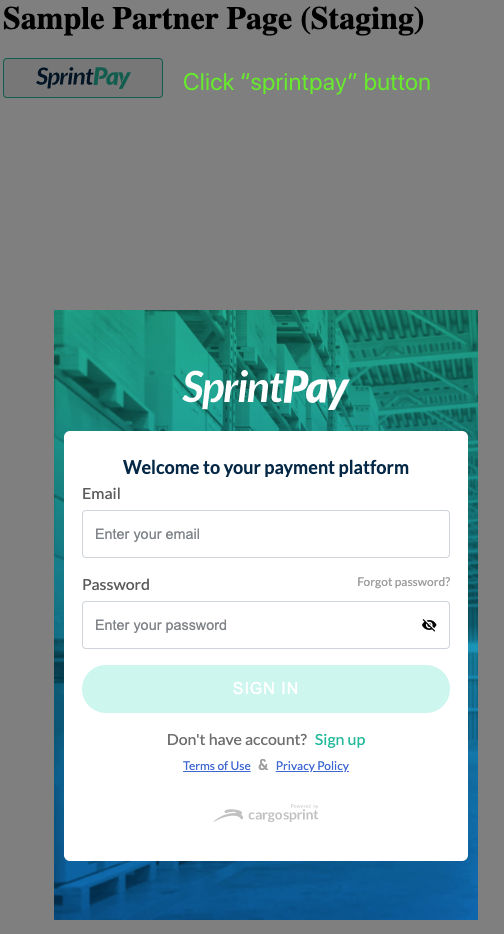 Sample Partner Page (Staging)
SprintPay
Click “sprintpay” button
SprintPay
Welcome to your payment platform
Email
Enter your email
Password
Forgot password?
Enter your password
SIGN IN
Don't have account? Sign up
Terms of Use & Privacy Policy
Powered by
cargosprint